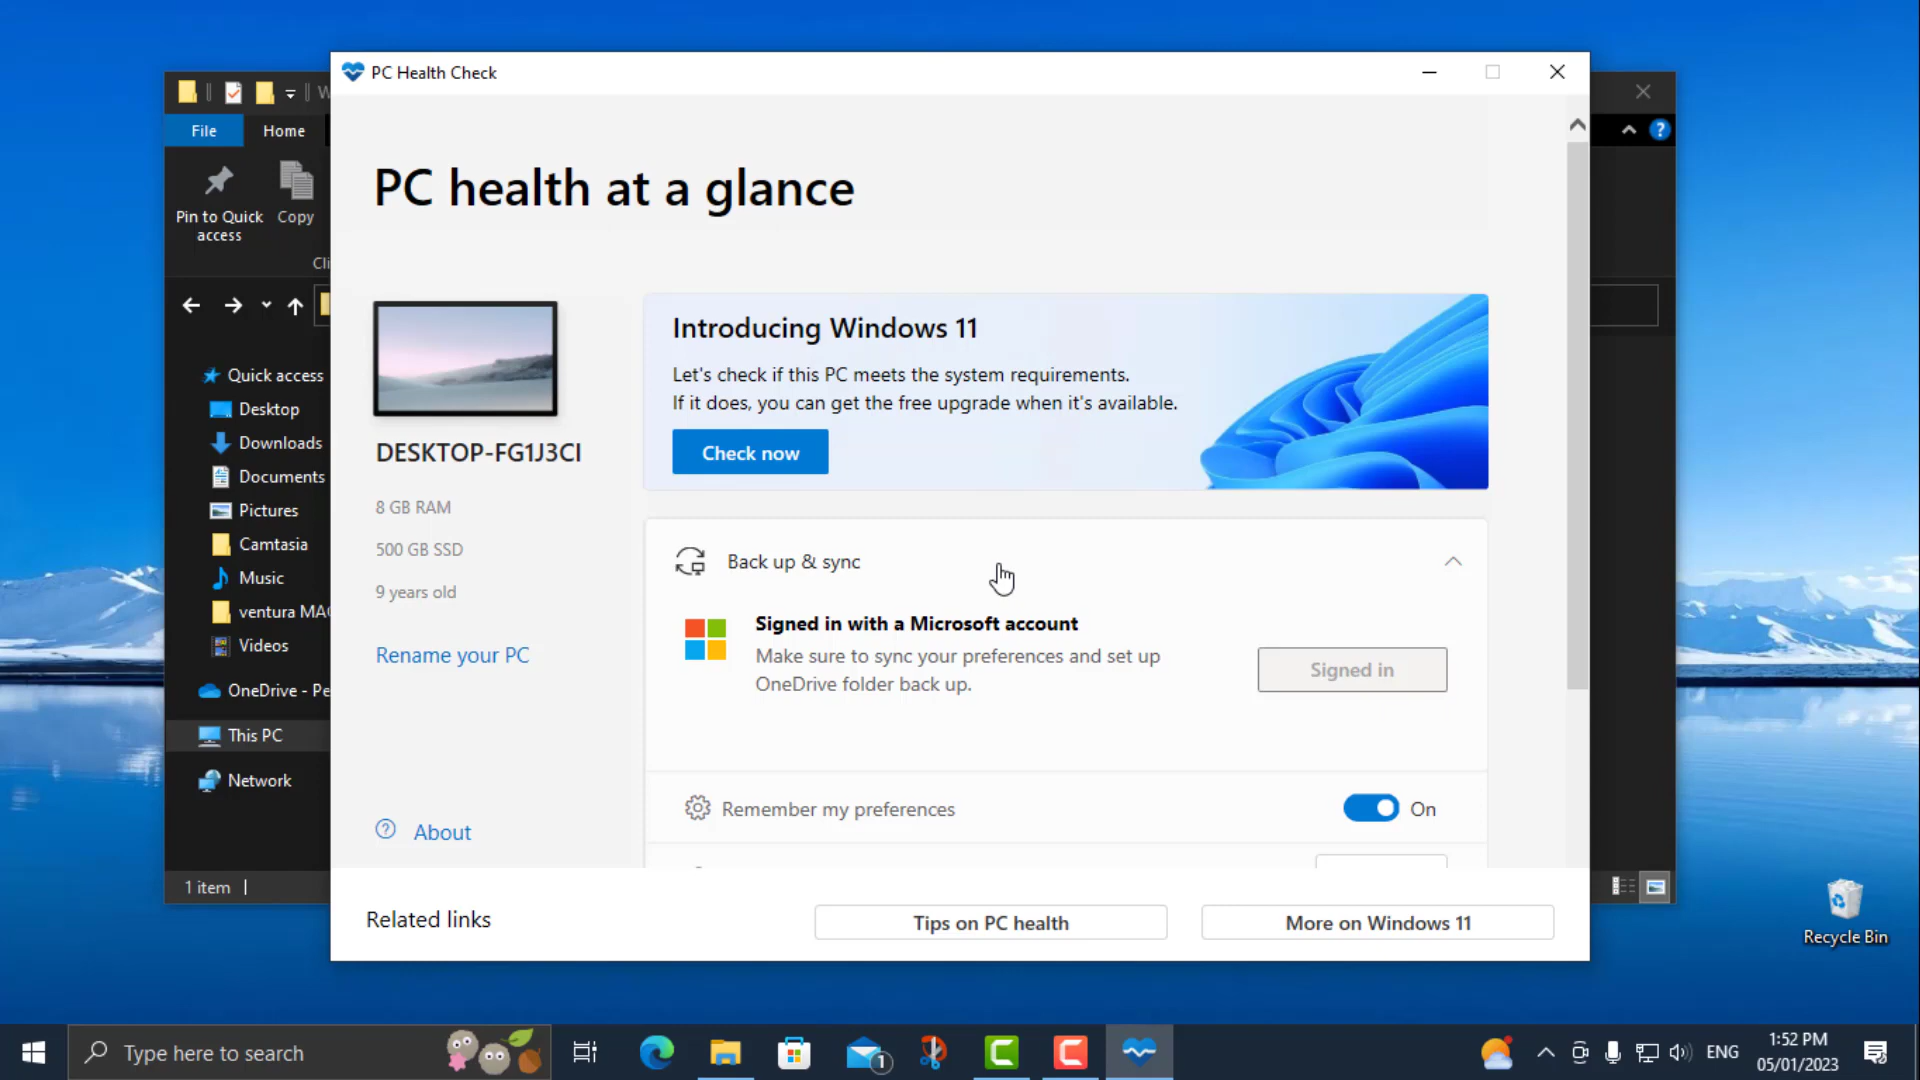 PC Health Check
W
File
Home
Pin to Quick
access
Copy
Cli
PC health at a glance
DESKTOP-FG1J3CI
8 GB RAM
500 GB SSD
9 years old
Rename your PC
About
Introducing Windows 11
Let's check if this PC meets the system requirements.
If it does, you can get the free upgrade when it's available.
Check now
Back up & sync
Signed in with a Microsoft account
Make sure to sync your preferences and set up
OneDrive folder back up.
Signed in
Remember my preferences
On
Quick access
Desktop
Downloads
Documents
Pictures
Camtasia
Music
ventura MA
Videos
OneDrive - Pe
This PC
Network
1 item
Related links
Tips on PC health
More on Windows 11
Recycle Bin
Type here to search
1
ENG
1:52 PM
05/01/2023